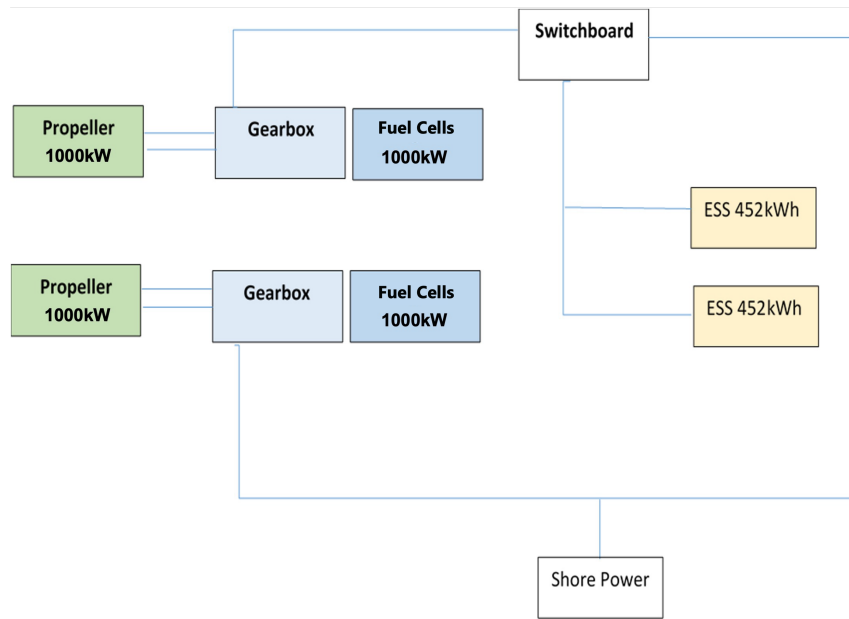 Switchboard
Propeller
1000kW
Gearbox
Fuel Cells
1000kW
ESS 452kWh
Propeller
1000kW
Gearbox
Fuel Cells
1000kW
ESS 452kWh
Shore Power